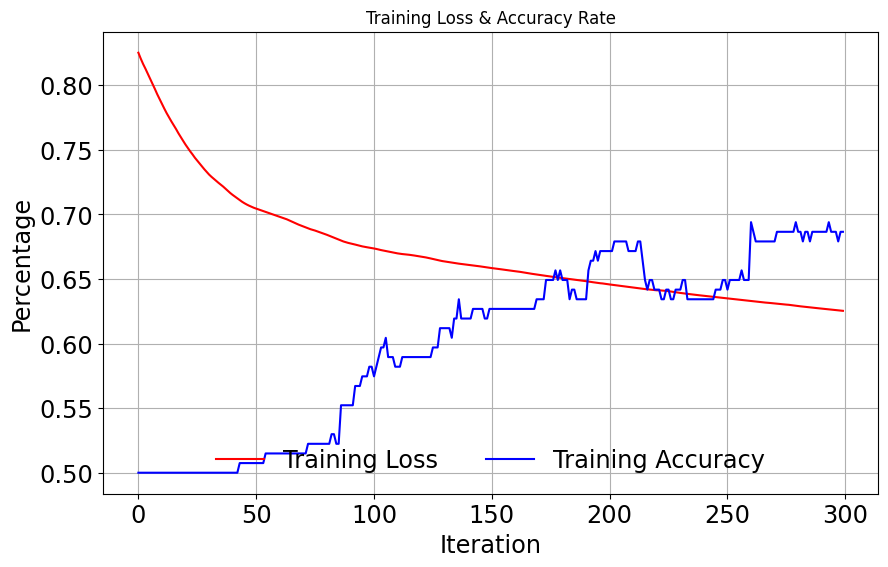 Training Loss & Accuracy Rate
0.80
0.75
0.70
0.65
0.60
0.55
0.50
Percentage
Training Loss
Training Accuracy
0 50 100 150 200 250 300
Iteration